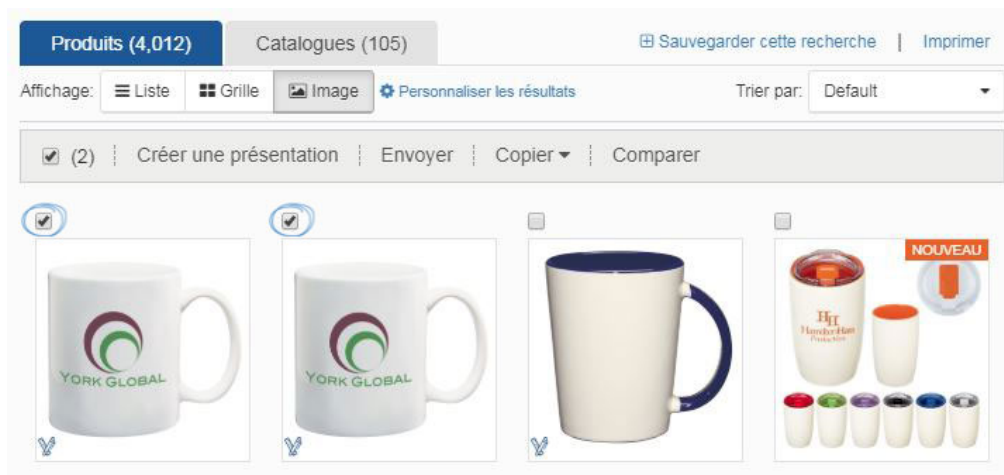 Produits (4,012)
Catalogues (105)
Sauvegarder cette recherche | Imprimer
Affichage: Liste Grille Image Personnaliser les résultats Trier par: Default
(2) Créer une présentation Envoyer Copier Comparer
NOUVEAU
YORK GLOBAL
YORK GLOBAL
HH